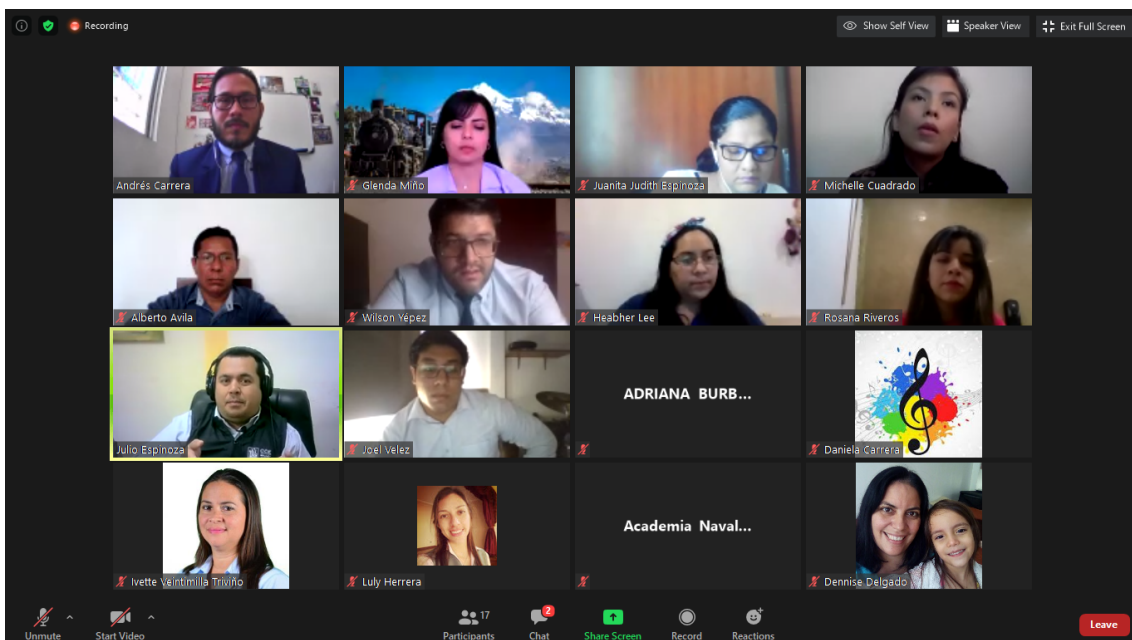 Recording
Show Self View
Speaker View
Exit Full Screen
Andrés Carrera
Glenda Miño
Juanita Judith Espinoza
Michelle Cuadrado
Alberto Avila
Wilson Yépez
Heabher Lee
Rosana Riveros
Julio Espinoza
Joel Velez
ADRIANA BURB...
Daniela Carrera
Ivette Veintimilla Triviño
Luly Herrera
Academia Naval...
Dennise Delgado
Unmute
Start Video
17
Participants
2
Chat
Share Screen
Record
Reactions
Leave